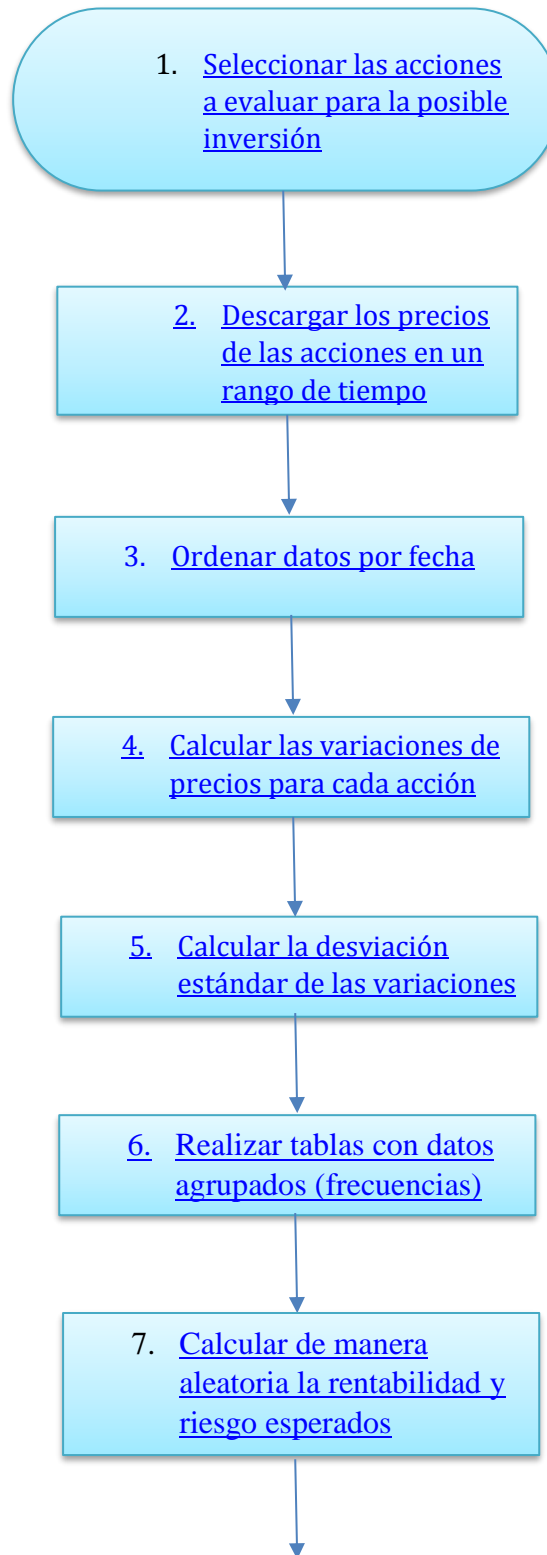 1. Seleccionar las acciones
a evaluar para la posible
inversión
2. Descargar los precios
de las acciones en un
rango de tiempo
3. Ordenar datos por fecha
4. Calcular las variaciones de
precios para cada acción
5. Calcular la desviación
estándar de las variaciones
6. Realizar tablas con datos
agrupados (frecuencias)
7. Calcular de manera
aleatoria la rentabilidad y
riesgo esperados